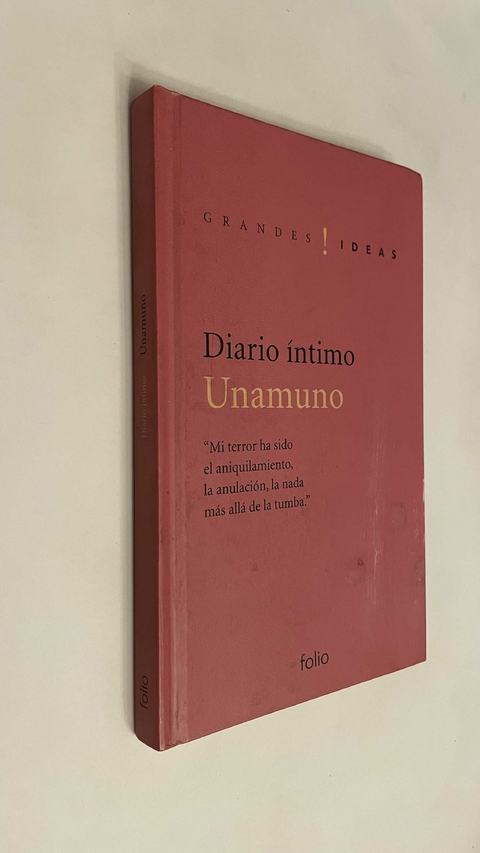 GRANDES ! IDEAS
Diario íntimo
Unamuno
“Mi terror ha sido
el aniquilamiento,
la anulación, la nada
más allá de la tumba.”
folio
Diario íntimo Unamuno
folio